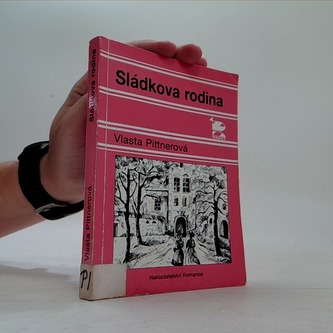 Sládkova rodina
Vlasta Pittnerová
Nakladatelství Romance
Sládkova rodina
Vlasta Pittnerová